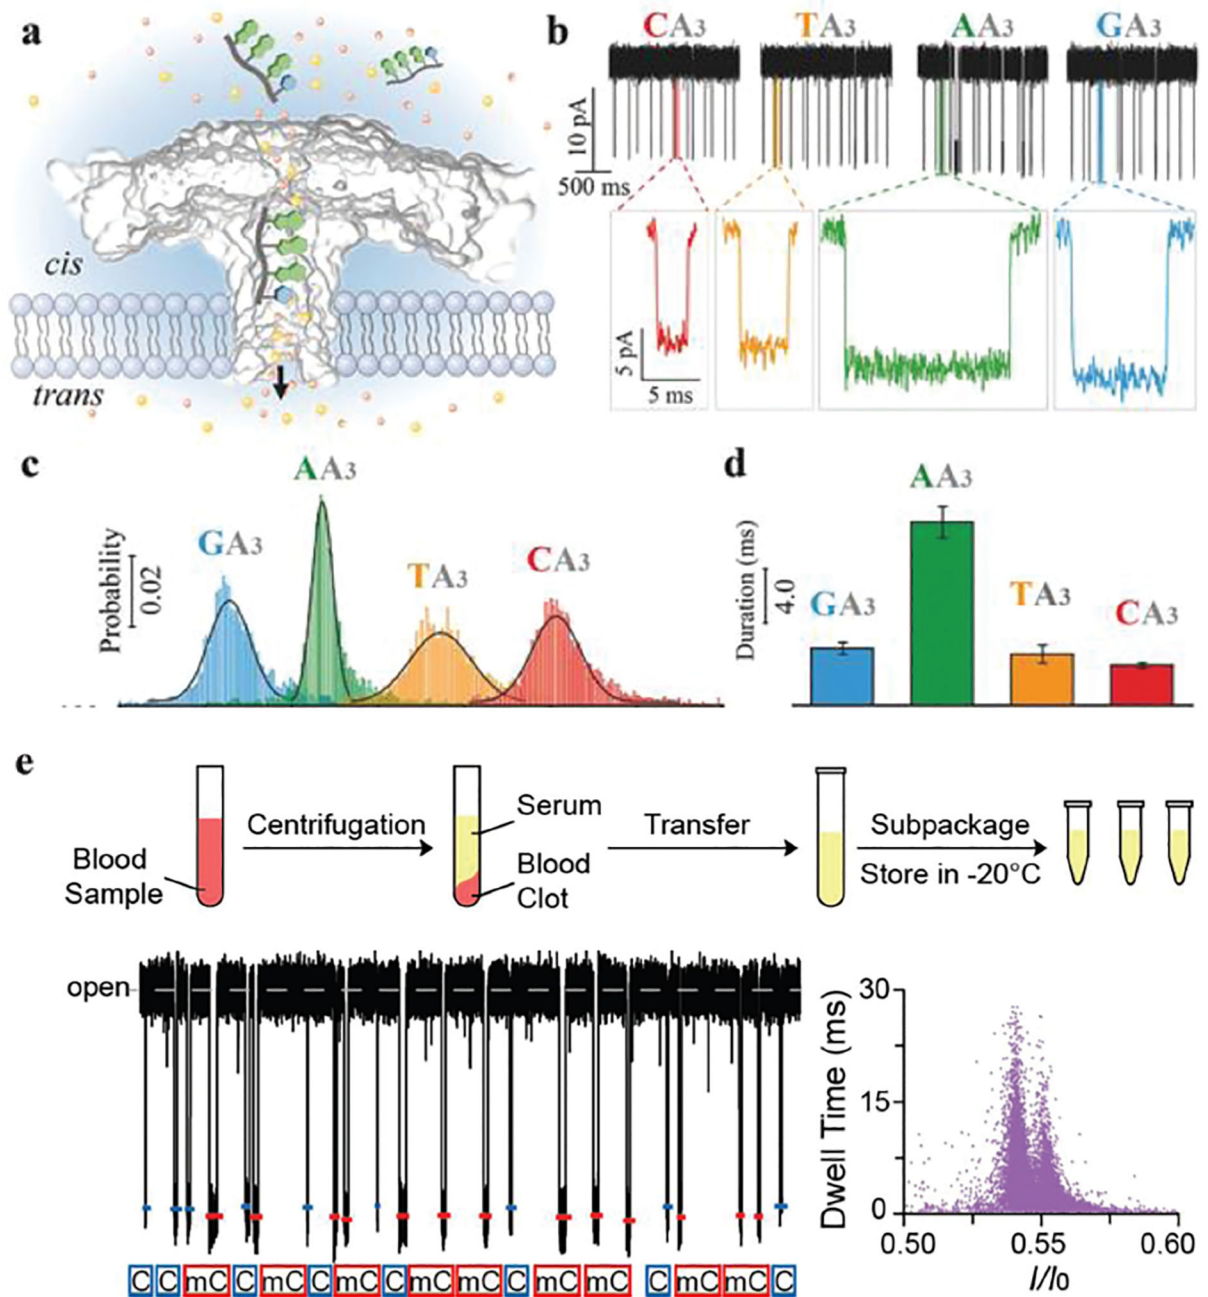 a
cis
trans
b
CA3
TA3
AA3
GA3
10 pA
500 ms
5 pA
5 ms
c
Probability
0.02
GA3
AA3
TA3
CA3
d
Duration (ms)
4.0
GA3
AA3
TA3
CA3
e
Blood
Sample
Centrifugation
Serum
Blood
Clot
Transfer
Subpackage
Store in -20°C
open
C C mC C mC C mC C mC mC C mC mC C mC mC C
Dwell Time (ms)
30
15
0
0.50 0.55 0.60
I/I0